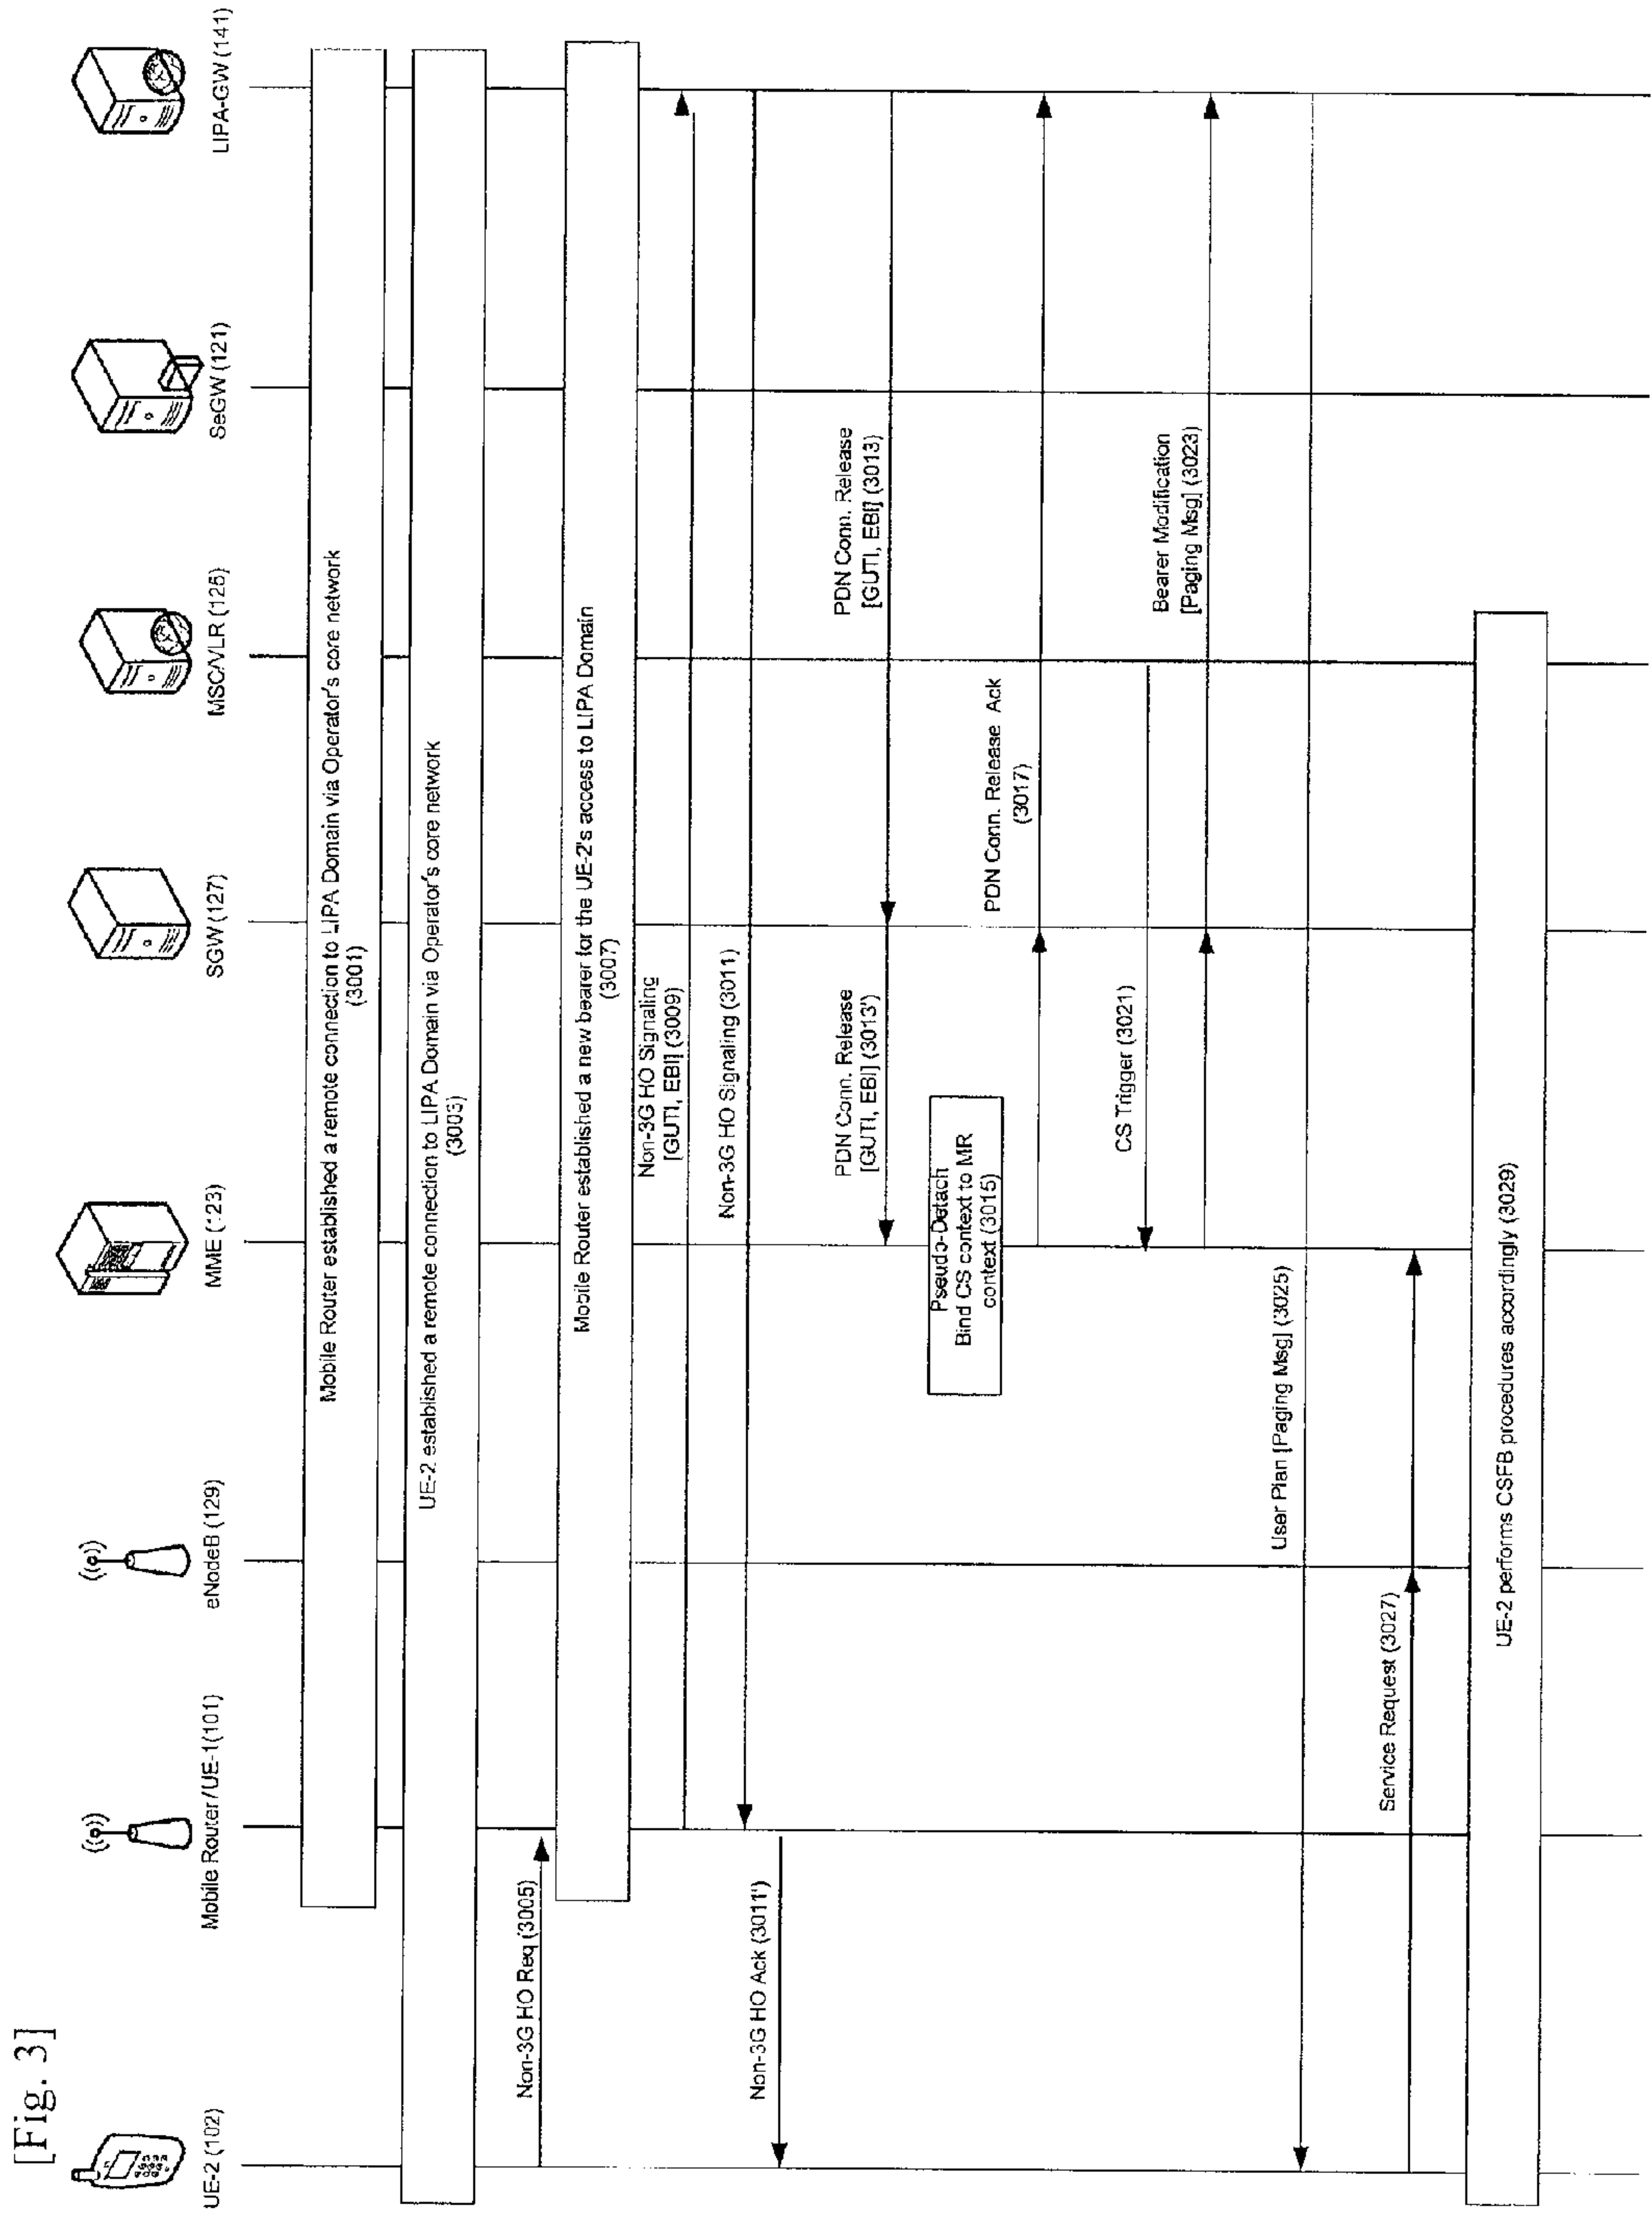 [Fig. 3]
UE-2 (102)
Mobile Router/UE-1(101)
eNodeB (129)
MME (123)
SGW (127)
MSC/VLR (125)
SeGW (121)
LIPA-GW (141)
Mobile Router established a remote connection to LIPA Domain via Operator's core network
(3001)
UE-2 established a remote connection to LIPA Domain via Operator's core network
(3003)
Non-3G HO Req (3005)
Mobile Router established a new bearer for the UE-2's access to LIPA Domain
(3007)
Non-3G HO Signaling
[GUTI, EBI] (3009)
Non-3G HO Signaling (3011)
Non-3G HO Ack (3011')
PDN Conn. Release
[GUTI, EBI] (3013)
PDN Conn. Release
[GUTI, EBI] (3013')
Pseudo-Detach
Bind CS context to MR
context (3015)
PDN Conn. Release Ack
(3017)
CS Trigger (3021)
Bearer Modification
[Paging Msg] (3023)
User Plan [Paging Msg] (3025)
Service Request (3027)
UE-2 performs CSFB procedures accordingly (3029)